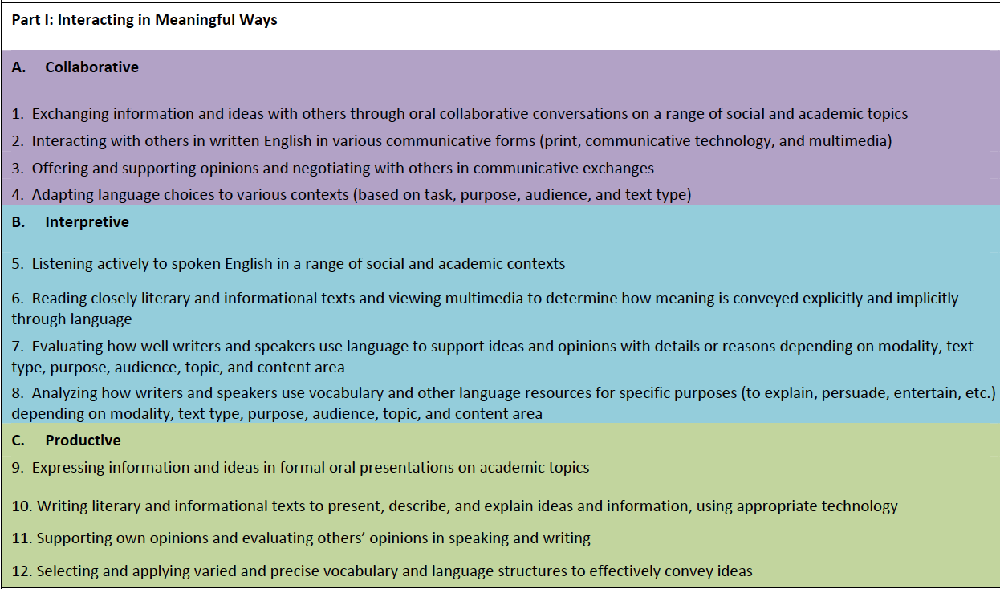 Part I: Interacting in Meaningful Ways
A. Collaborative
1. Exchanging information and ideas with others through oral collaborative conversations on a range of social and academic topics
2. Interacting with others in written English in various communicative forms (print, communicative technology, and multimedia)
3. Offering and supporting opinions and negotiating with others in communicative exchanges
4. Adapting language choices to various contexts (based on task, purpose, audience, and text type)
B. Interpretive
5. Listening actively to spoken English in a range of social and academic contexts
6. Reading closely literary and informational texts and viewing multimedia to determine how meaning is conveyed explicitly and implicitly
through language
7. Evaluating how well writers and speakers use language to support ideas and opinions with details or reasons depending on modality, text
type, purpose, audience, topic, and content area
8. Analyzing how writers and speakers use vocabulary and other language resources for specific purposes (to explain, persuade, entertain, etc.)
depending on modality, text type, purpose, audience, topic, and content area
C. Productive
9. Expressing information and ideas in formal oral presentations on academic topics
10. Writing literary and informational texts to present, describe, and explain ideas and information, using appropriate technology
11. Supporting own opinions and evaluating others’ opinions in speaking and writing
12. Selecting and applying varied and precise vocabulary and language structures to effectively convey ideas